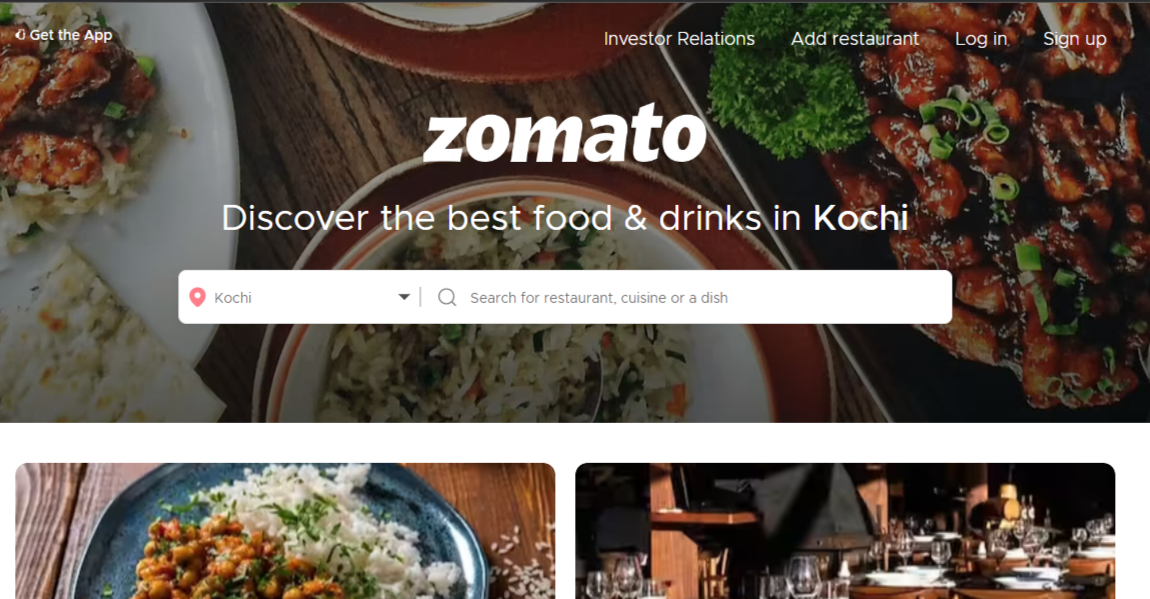 Get the App
Investor Relations Add restaurant Log in Sign up
zomato
Discover the best food & drinks in Kochi
Kochi
Search for restaurant, cuisine or a dish